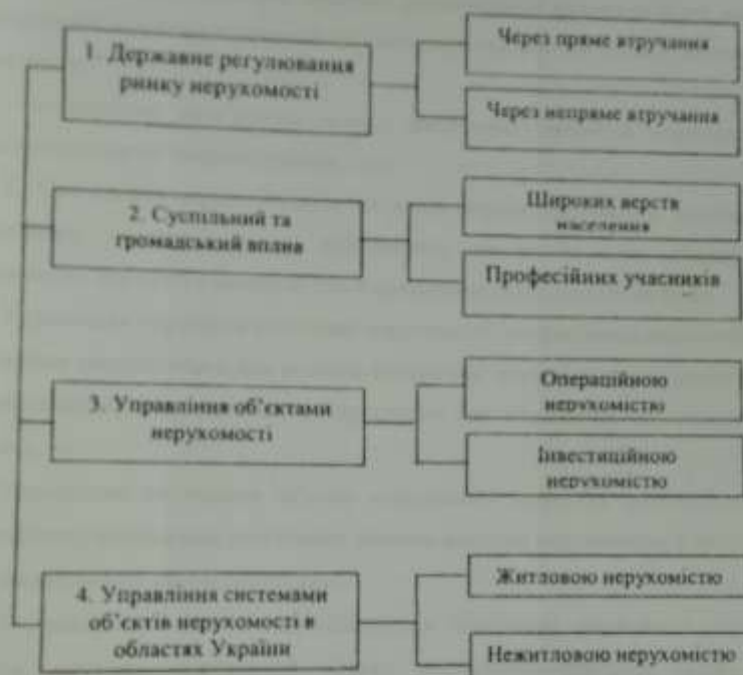 1. Державне регулювання
ринку нерухомості
Через пряме втручання
Через непряме втручання
2. Суспільний та
громадський вплив
Широких верств
населення
Професійних учасників
3. Управління об’єктами
нерухомості
Операційною
нерухомістю
Інвестиційною
нерухомістю
4. Управління системами
об’єктів нерухомості в
областях України
Житловою нерухомістю
Нежитловою нерухомістю